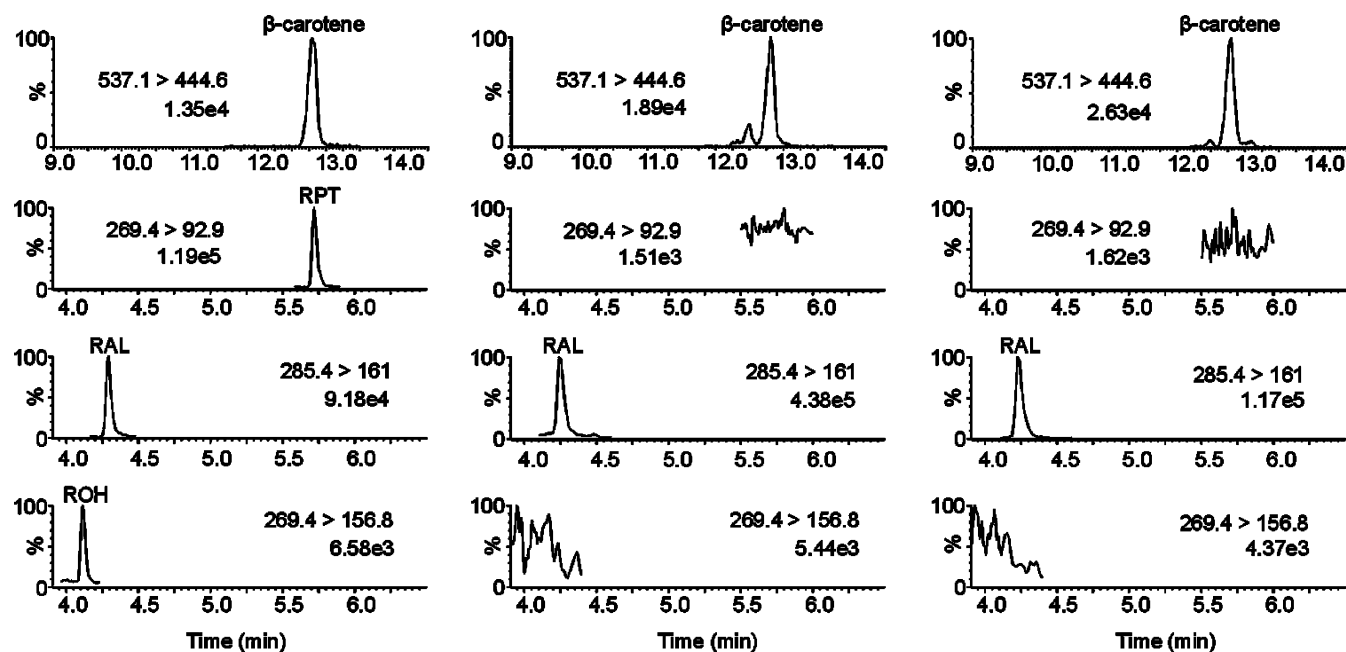 β-carotene β-carotene β-carotene
100 100 100
537.1 > 444.6 537.1 > 444.6 537.1 > 444.6
% 1.35e4 % 1.89e4 % 2.63e4
0 0 0
9.0 10.0 11.0 12.0 13.0 14.0 9.0 10.0 11.0 12.0 13.0 14.0 9.0 10.0 11.0 12.0 13.0 14.0
RPT
100 100 100
269.4 > 92.9 269.4 > 92.9 269.4 > 92.9
% 1.19e5 % 1.51e3 % 1.62e3
0 0 0
4.0 4.5 5.0 5.5 6.0 4.0 4.5 5.0 5.5 6.0 4.0 4.5 5.0 5.5 6.0
RAL RAL RAL
100 100 100
285.4 > 161 285.4 > 161 285.4 > 161
% 9.18e4 % 4.38e5 % 1.17e5
0 0 0
4.0 4.5 5.0 5.5 6.0 4.0 4.5 5.0 5.5 6.0 4.0 4.5 5.0 5.5 6.0
ROH
100 100 100
269.4 > 156.8 269.4 > 156.8 269.4 > 156.8
% 6.58e3 % 5.44e3 % 4.37e3
0 0 0
4.0 4.5 5.0 5.5 6.0 4.0 4.5 5.0 5.5 6.0 4.0 4.5 5.0 5.5 6.0
Time (min) Time (min) Time (min)